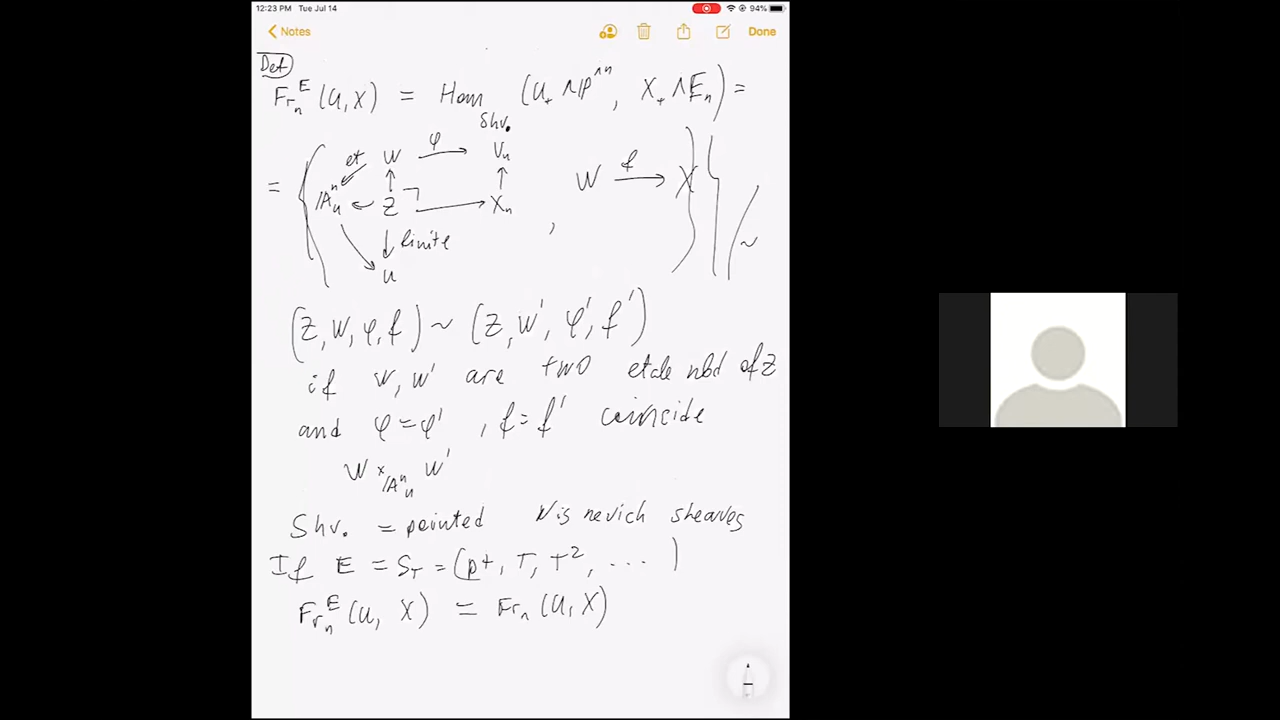 12:23 PM Tue Jul 14
94%
Notes
Done
Def
Fr_n^E (U, X) = Hom_{Shv.} (U_+ ∧ P^{∧n}, X_+ ∧ E_n) =
= { et W →^φ V_n
A^n_U ← Z → X_n , W →^f X } / ~
↓ finite
U
(Z, W, φ, f) ~ (Z, W', φ', f')
if W, W' are two etale nbd of Z
and φ = φ', f = f' coincide
W ×_{A^n_U} W'
Shv. = pointed Nisnevich sheaves
If E = S_T = (pt, T, T^2, ... )
Fr_n^E (U, X) = Fr_n (U, X)